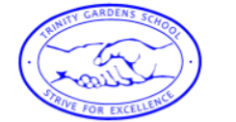 TRINITY GARDENS SCHOOL
STRIVE FOR EXCELLENCE